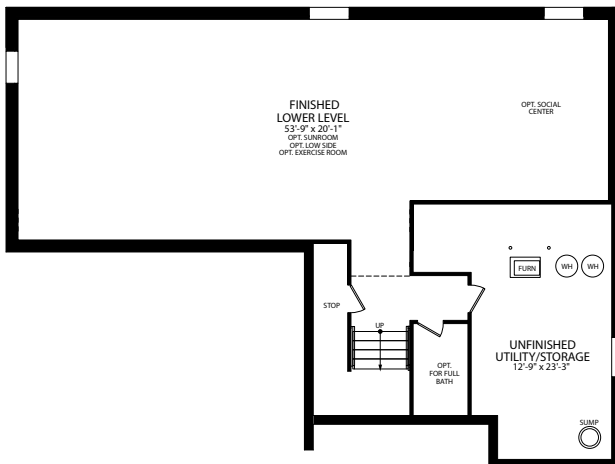 FINISHED
LOWER LEVEL
53'-9" x 20'-1"
OPT. SUNROOM
OPT. LOW SIDE
OPT. EXERCISE ROOM
OPT. SOCIAL
CENTER
FURN
WH
WH
STOP
UP
UNFINISHED
UTILITY/STORAGE
12'-9" x 23'-3"
OPT.
FOR FULL
BATH
SUMP